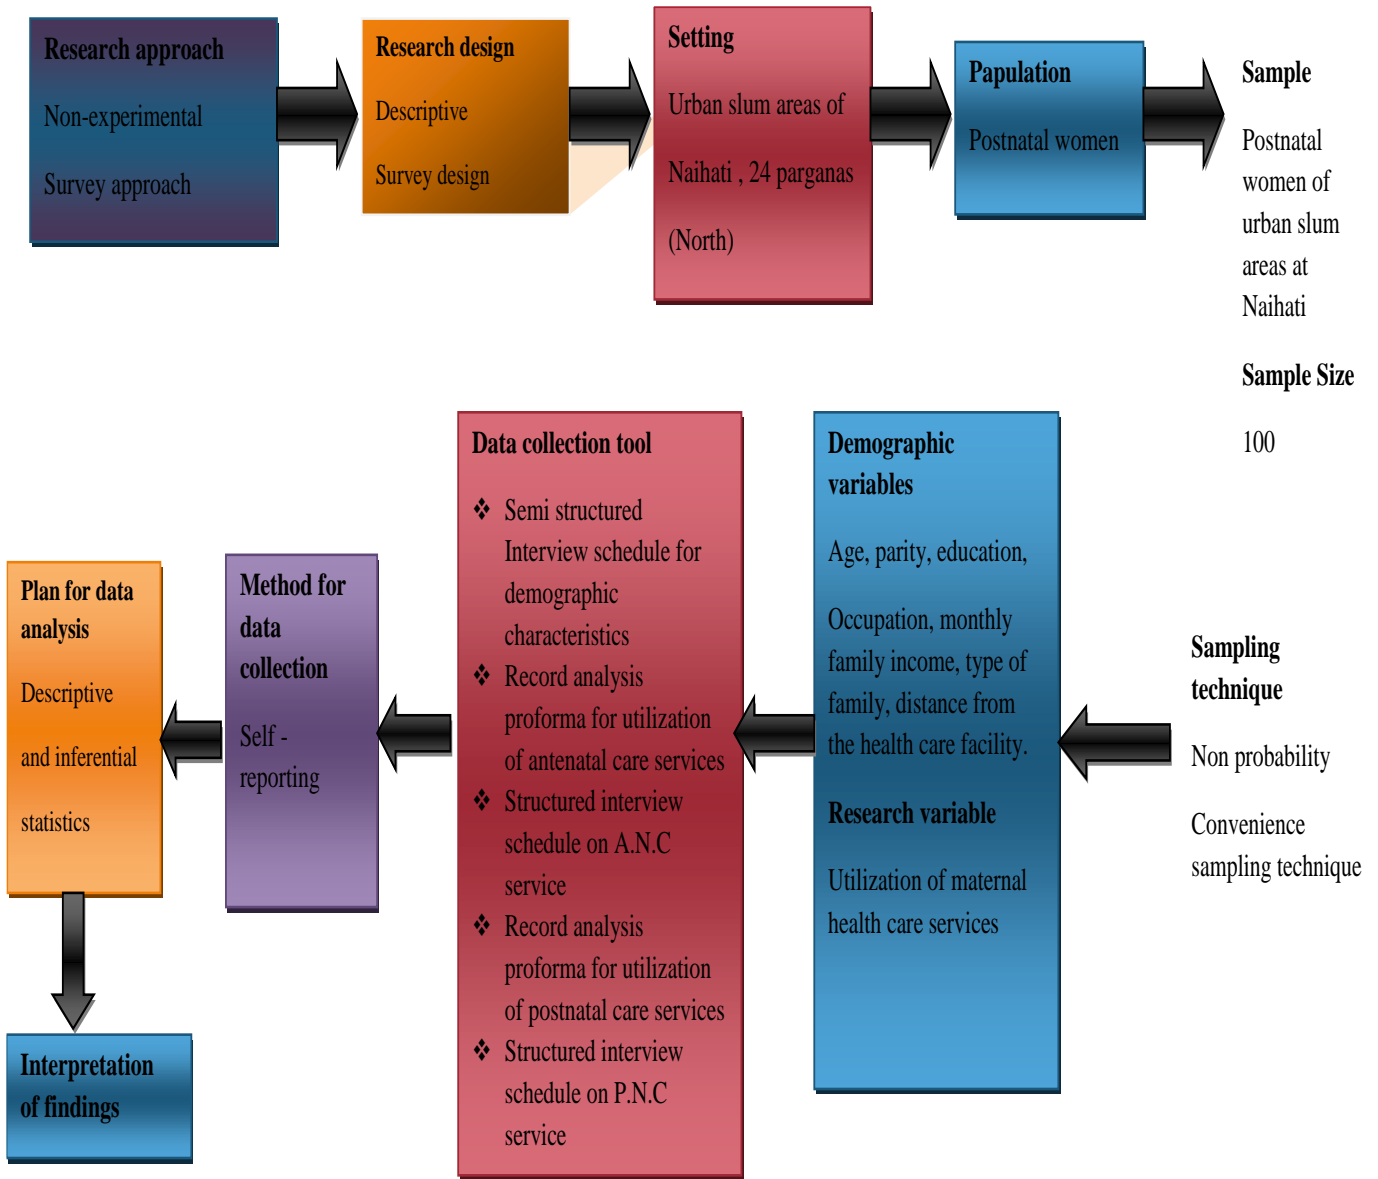 Research approach
Non-experimental
Survey approach
Research design
Descriptive
Survey design
Setting
Urban slum areas of
Naihati , 24 parganas
(North)
Papulation
Postnatal women
Sample
Postnatal
women of
urban slum
areas at
Naihati
Sample Size
100
Sampling
technique
Non probability
Convenience
sampling technique
Demographic
variables
Age, parity, education,
Occupation, monthly
family income, type of
family, distance from
the health care facility.
Research variable
Utilization of maternal
health care services
Data collection tool
❖ Semi structured
Interview schedule for
demographic
characteristics
❖ Record analysis
proforma for utilization
of antenatal care services
❖ Structured interview
schedule on A.N.C
service
❖ Record analysis
proforma for utilization
of postnatal care services
❖ Structured interview
schedule on P.N.C
service
Method for
data
collection
Self -
reporting
Plan for data
analysis
Descriptive
and inferential
statistics
Interpretation
of findings